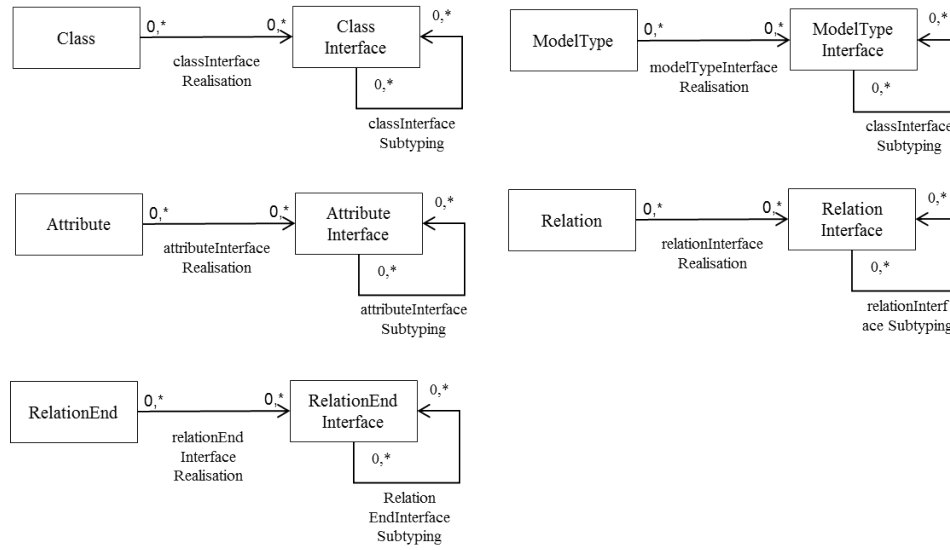 Class
0,*
0,*
classInterface
Realisation
Class
Interface
0,*
0,*
classInterface
Subtyping
ModelType
0,*
0,*
modelTypeInterface
Realisation
ModelType
Interface
0,*
0,*
classInterface
Subtyping
Attribute
0,*
0,*
attributeInterface
Realisation
Attribute
Interface
0,*
0,*
attributeInterface
Subtyping
Relation
0,*
0,*
relationInterface
Realisation
Relation
Interface
0,*
0,*
relationInterf
ace Subtyping
RelationEnd
0,*
0,*
relationEnd
Interface
Realisation
RelationEnd
Interface
0,*
0,*
Relation
EndInterface
Subtyping